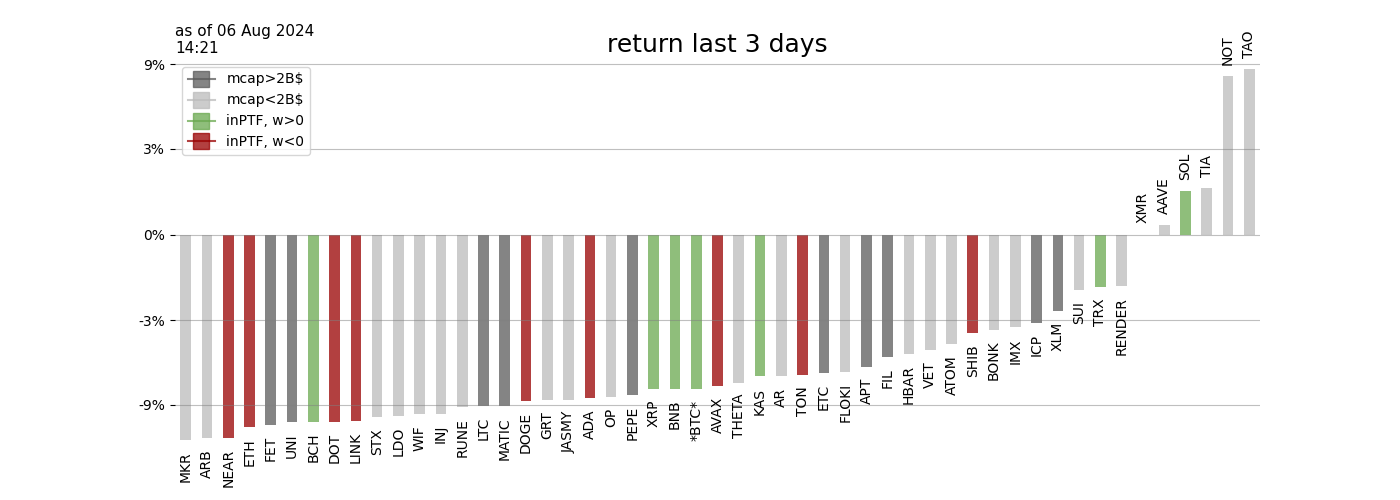 as of 06 Aug 2024
14:21
return last 3 days
mcap>2B$
mcap<2B$
inPTF, w>0
inPTF, w<0
9%
3%
0%
-3%
-9%
MKR
ARB
NEAR
ETH
FET
UNI
BCH
DOT
LINK
STX
LDO
WIF
INJ
RUNE
LTC
MATIC
DOGE
GRT
JASMY
ADA
OP
PEPE
XRP
BNB
*BTC*
AVAX
THETA
KAS
AR
TON
ETC
FLOKI
APT
FIL
HBAR
VET
ATOM
SHIB
BONK
IMX
ICP
XLM
SUI
TRX
RENDER
XMR
AAVE
SOL
TIA
NOT
TAO